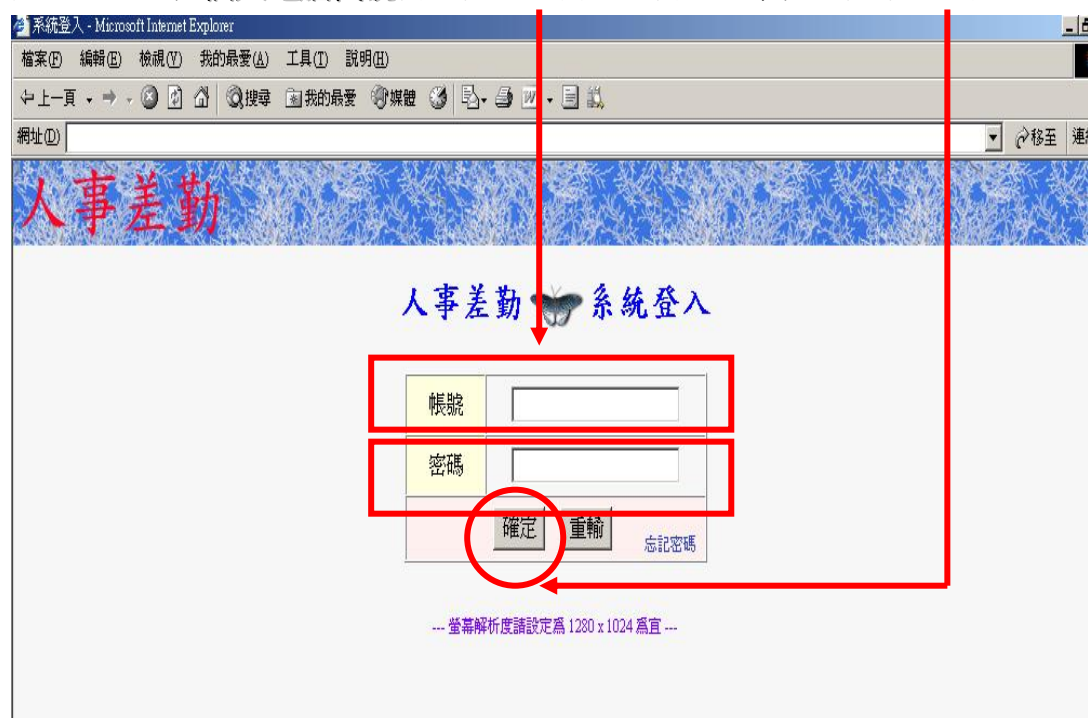 系統登入 - Microsoft Internet Explorer
檔案(F) 編輯(E) 檢視(V) 我的最愛(A) 工具(T) 說明(H)
上一頁 搜尋 我的最愛 媒體
網址(D) 移至
人事差勤
人事差勤 系統登入
帳號
密碼
確定 重輸 忘記密碼
--- 螢幕解析度請設定為 1280 x 1024 為宜 ---